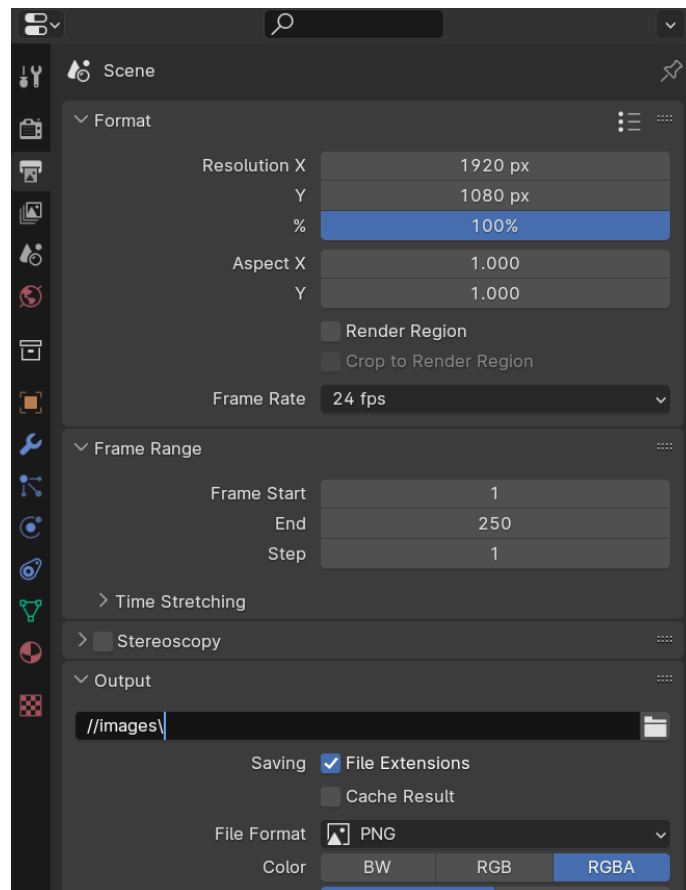 Scene
Format
Resolution X 1920 px
Y 1080 px
% 100%
Aspect X 1.000
Y 1.000
Render Region
Crop to Render Region
Frame Rate 24 fps
Frame Range
Frame Start 1
End 250
Step 1
Time Stretching
Stereoscopy
Output
//images\
Saving File Extensions
Cache Result
File Format PNG
Color BW RGB RGBA